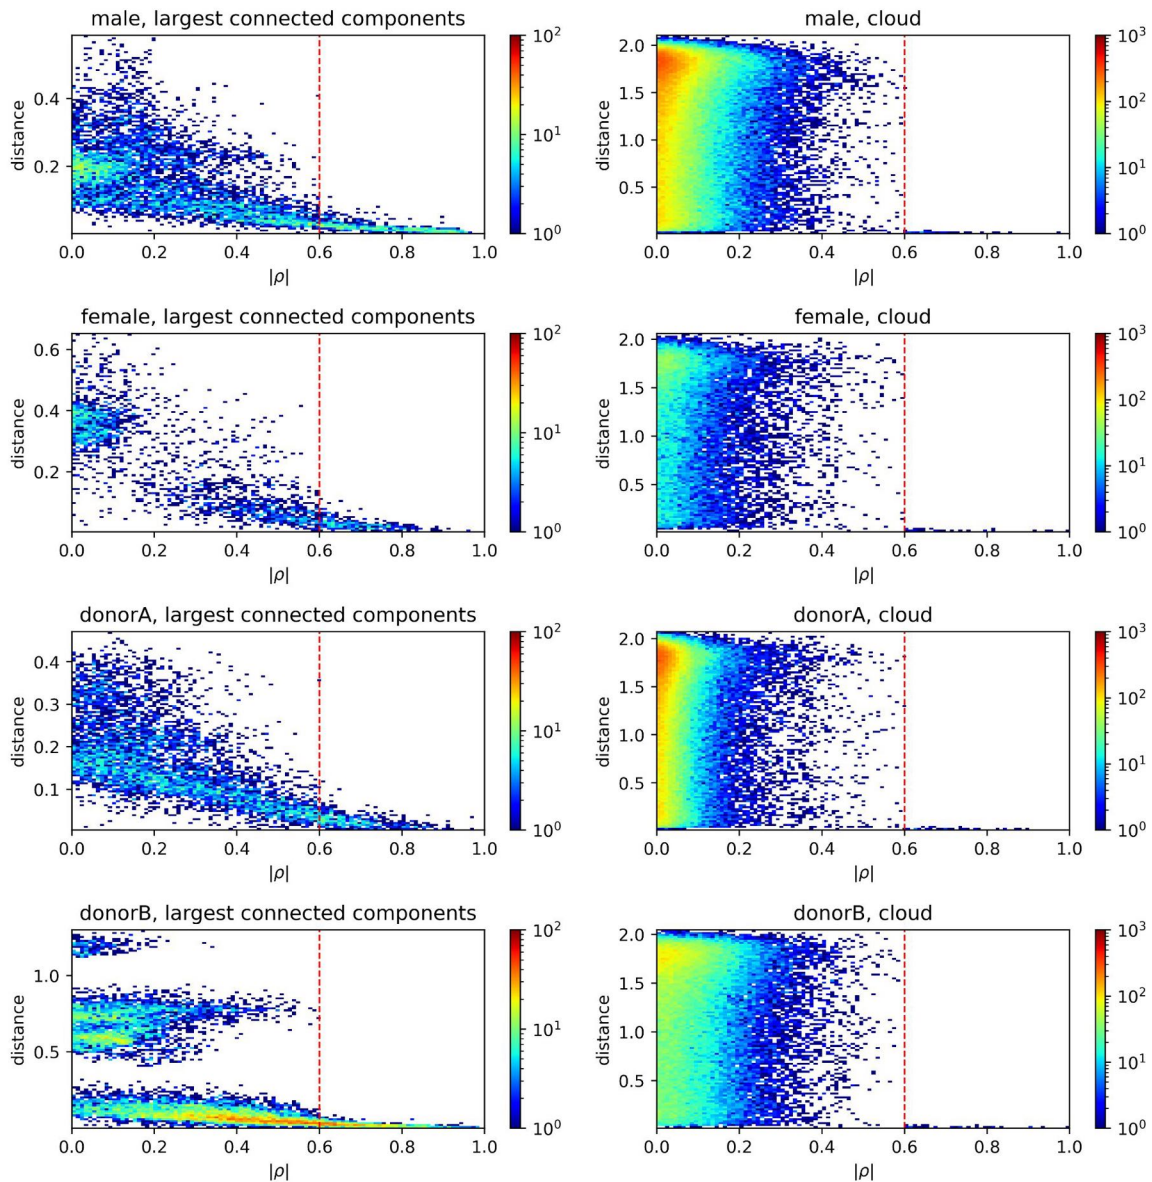 male, largest connected components
distance
0.4
0.2
0.0 0.2 0.4 0.6 0.8 1.0
|ρ|
10²
10¹
10⁰
male, cloud
distance
2.0
1.5
1.0
0.5
0.0 0.2 0.4 0.6 0.8 1.0
|ρ|
10³
10²
10¹
10⁰
female, largest connected components
distance
0.6
0.4
0.2
0.0 0.2 0.4 0.6 0.8 1.0
|ρ|
10²
10¹
10⁰
female, cloud
distance
2.0
1.5
1.0
0.5
0.0 0.2 0.4 0.6 0.8 1.0
|ρ|
10³
10²
10¹
10⁰
donorA, largest connected components
distance
0.4
0.3
0.2
0.1
0.0 0.2 0.4 0.6 0.8 1.0
|ρ|
10²
10¹
10⁰
donorA, cloud
distance
2.0
1.5
1.0
0.5
0.0 0.2 0.4 0.6 0.8 1.0
|ρ|
10³
10²
10¹
10⁰
donorB, largest connected components
distance
1.0
0.5
0.0 0.2 0.4 0.6 0.8 1.0
|ρ|
10²
10¹
10⁰
donorB, cloud
distance
2.0
1.5
1.0
0.5
0.0 0.2 0.4 0.6 0.8 1.0
|ρ|
10³
10²
10¹
10⁰